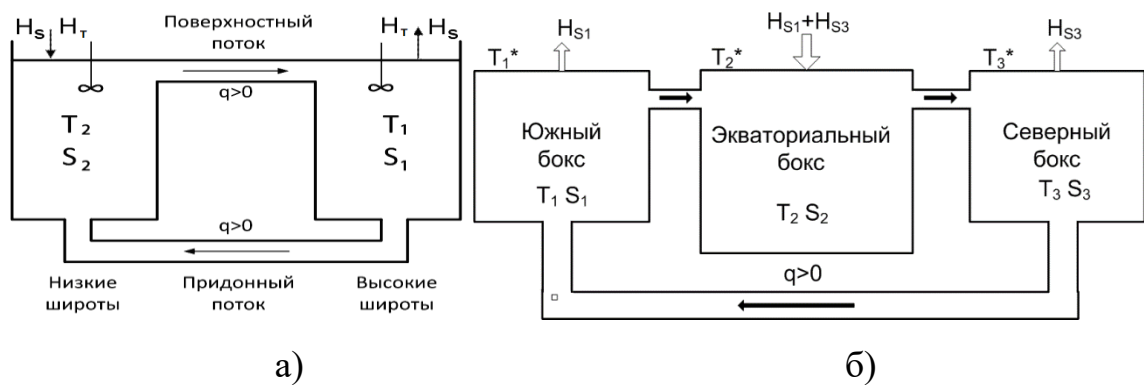 Hs Hт
Поверхностный
поток
Hт Hs
q>0
T2
S2
T1
S1
q>0
Низкие
широты
Придонный
поток
Высокие
широты
а)
HS1
HS1+HS3
HS3
T1*
T2*
T3*
Южный
бокс
T1 S1
Экваториальный
бокс
T2 S2
Северный
бокс
T3 S3
q>0
б)